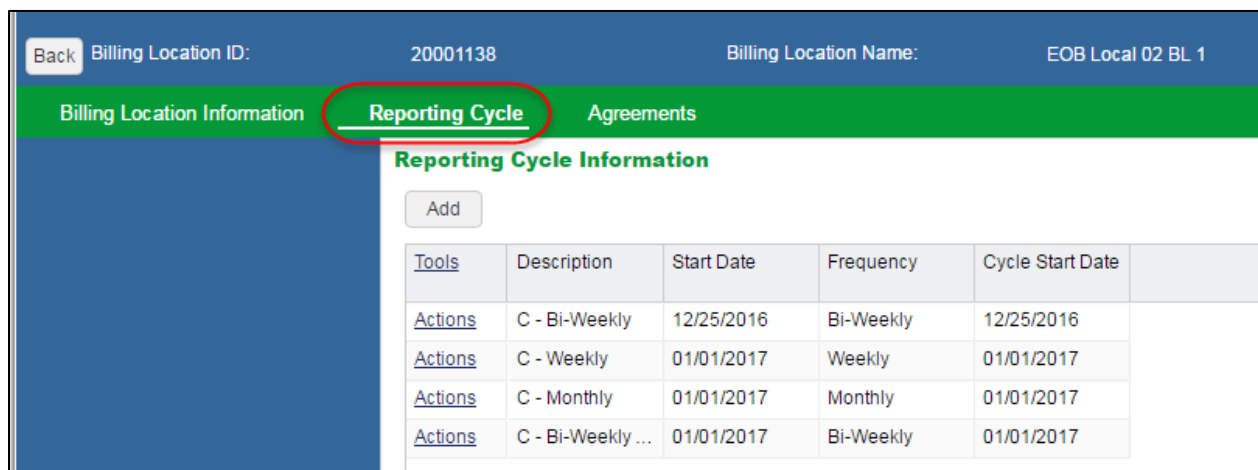 Back Billing Location ID: 20001138 Billing Location Name: EOB Local 02 BL 1
Billing Location Information Reporting Cycle Agreements
Reporting Cycle Information
Add
Tools Description Start Date Frequency Cycle Start Date
Actions C - Bi-Weekly 12/25/2016 Bi-Weekly 12/25/2016
Actions C - Weekly 01/01/2017 Weekly 01/01/2017
Actions C - Monthly 01/01/2017 Monthly 01/01/2017
Actions C - Bi-Weekly ... 01/01/2017 Bi-Weekly 01/01/2017